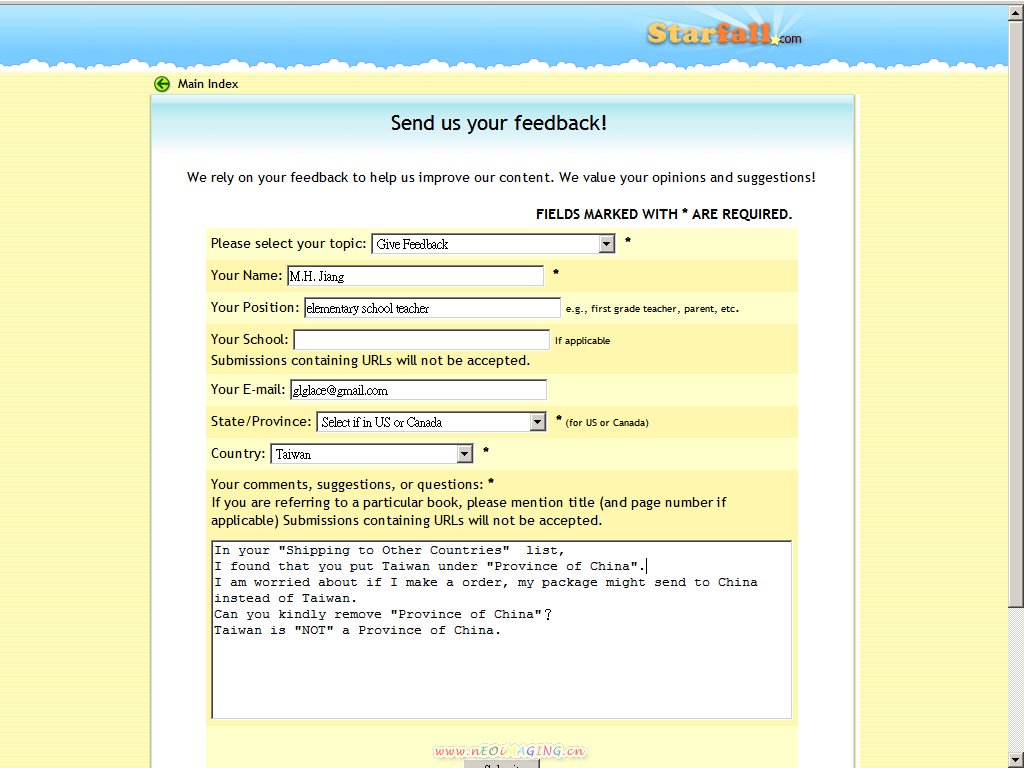 Starfall.com
Main Index
Send us your feedback!
We rely on your feedback to help us improve our content. We value your opinions and suggestions!
FIELDS MARKED WITH * ARE REQUIRED.
Please select your topic: Give Feedback *
Your Name: M.H. Jiang *
Your Position: elementary school teacher e.g., first grade teacher, parent, etc.
Your School: If applicable
Submissions containing URLs will not be accepted.
Your E-mail: glglace@gmail.com
State/Province: Select if in US or Canada * (for US or Canada)
Country: Taiwan *
Your comments, suggestions, or questions: *
If you are referring to a particular book, please mention title (and page number if
applicable) Submissions containing URLs will not be accepted.
In your "Shipping to Other Countries"  list,
I found that you put Taiwan under "Province of China".
I am worried about if I make a order, my package might send to China
instead of Taiwan.
Can you kindly remove "Province of China"?
Taiwan is "NOT" a Province of China.
www.nEOiMAGING.cn